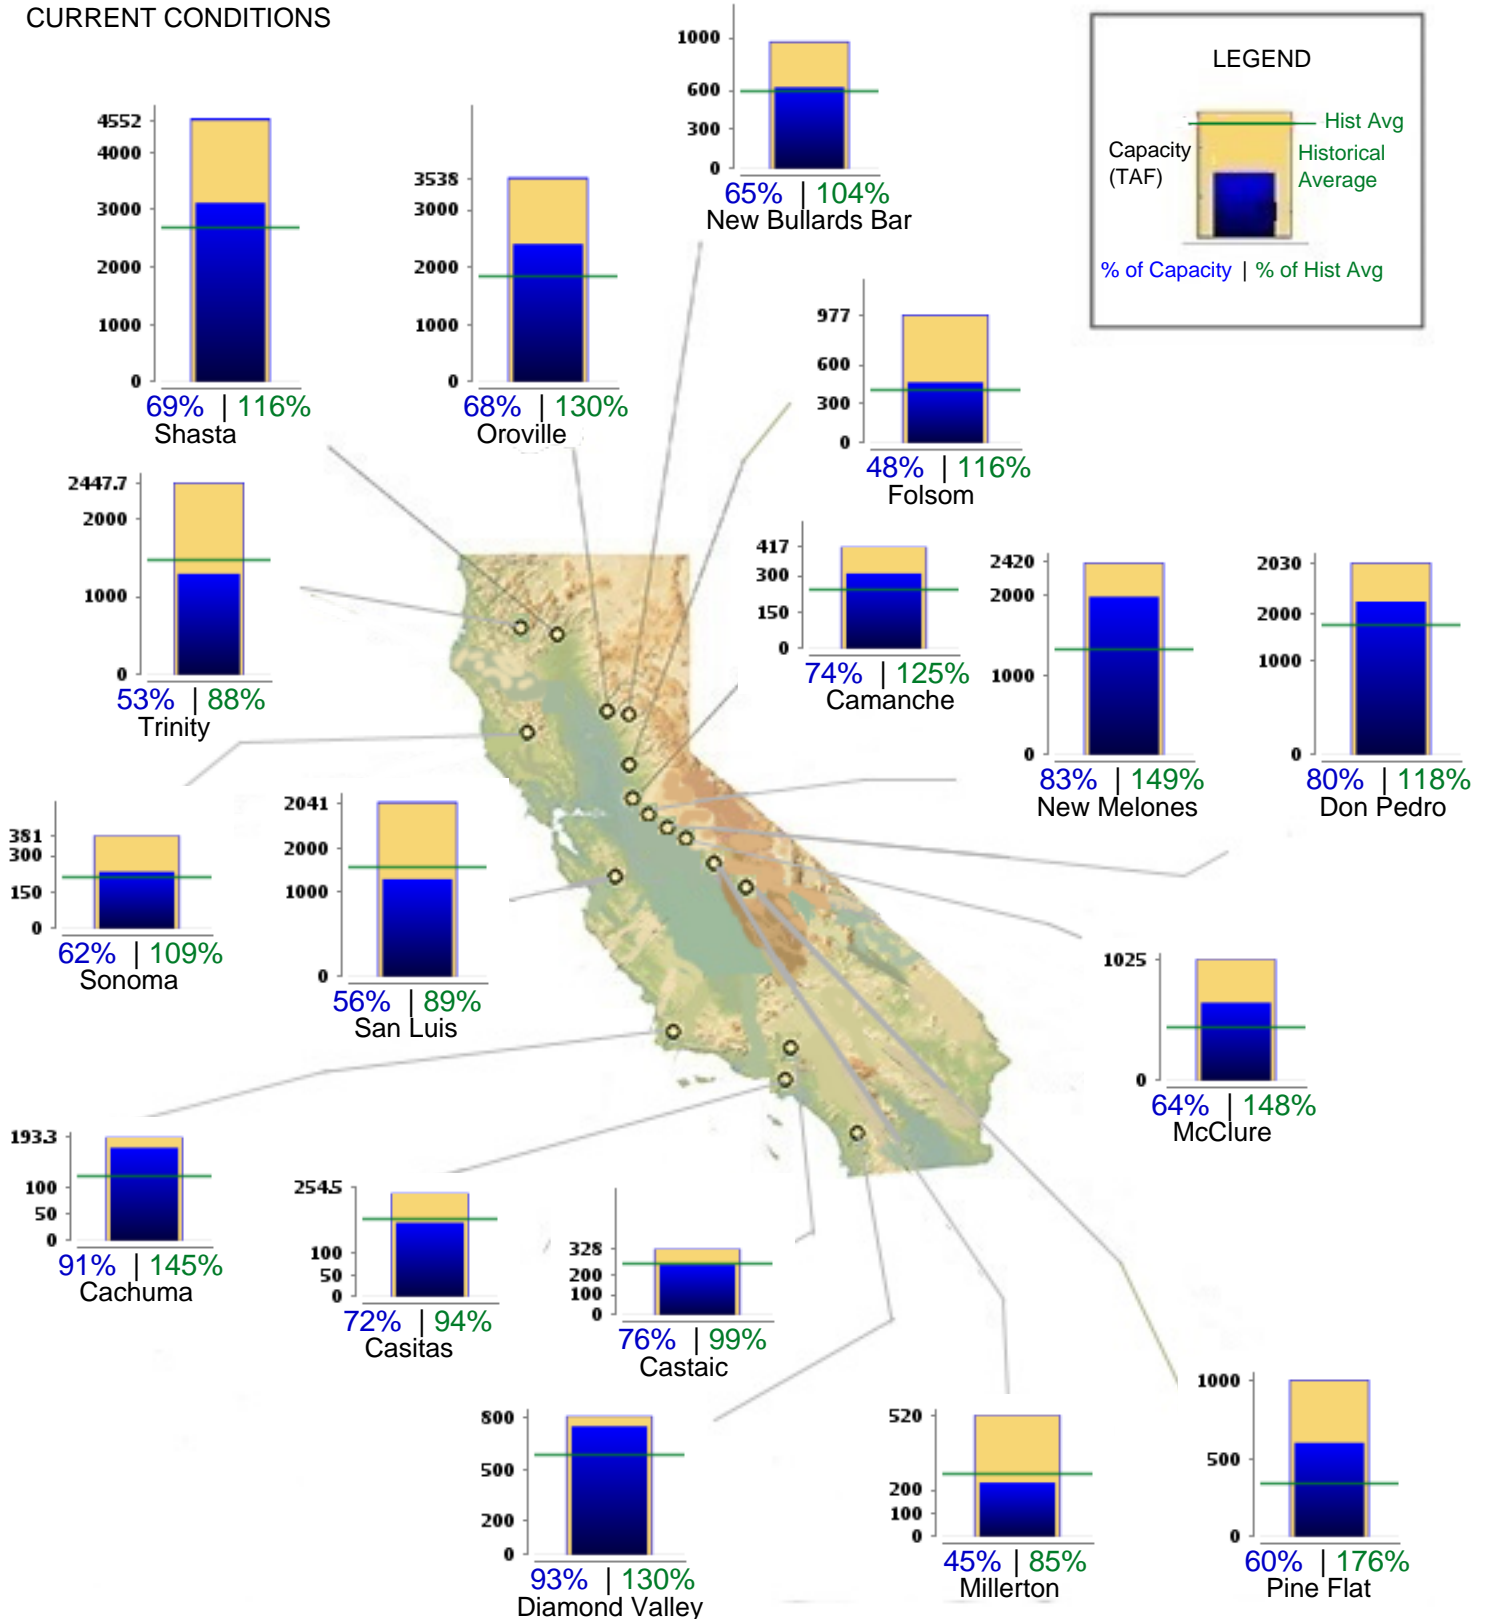 CURRENT CONDITIONS
1000
600
300
0
65% | 104%
New Bullards Bar
LEGEND
Hist Avg
Capacity
(TAF)
Historical
Average
% of Capacity | % of Hist Avg
4552
4000
3000
2000
1000
0
69% | 116%
Shasta
3538
3000
2000
1000
0
68% | 130%
Oroville
977
600
300
0
48% | 116%
Folsom
2447.7
2000
1000
0
53% | 88%
Trinity
417
300
150
0
74% | 125%
Camanche
2420
2000
1000
0
83% | 149%
New Melones
2030
2000
1000
0
80% | 118%
Don Pedro
381
300
150
0
62% | 109%
Sonoma
2041
2000
1000
0
56% | 89%
San Luis
1025
0
64% | 148%
McClure
193.3
100
50
0
91% | 145%
Cachuma
254.5
100
50
0
72% | 94%
Casitas
328
200
100
0
76% | 99%
Castaic
800
500
200
0
93% | 130%
Diamond Valley
520
200
100
0
45% | 85%
Millerton
1000
500
0
60% | 176%
Pine Flat